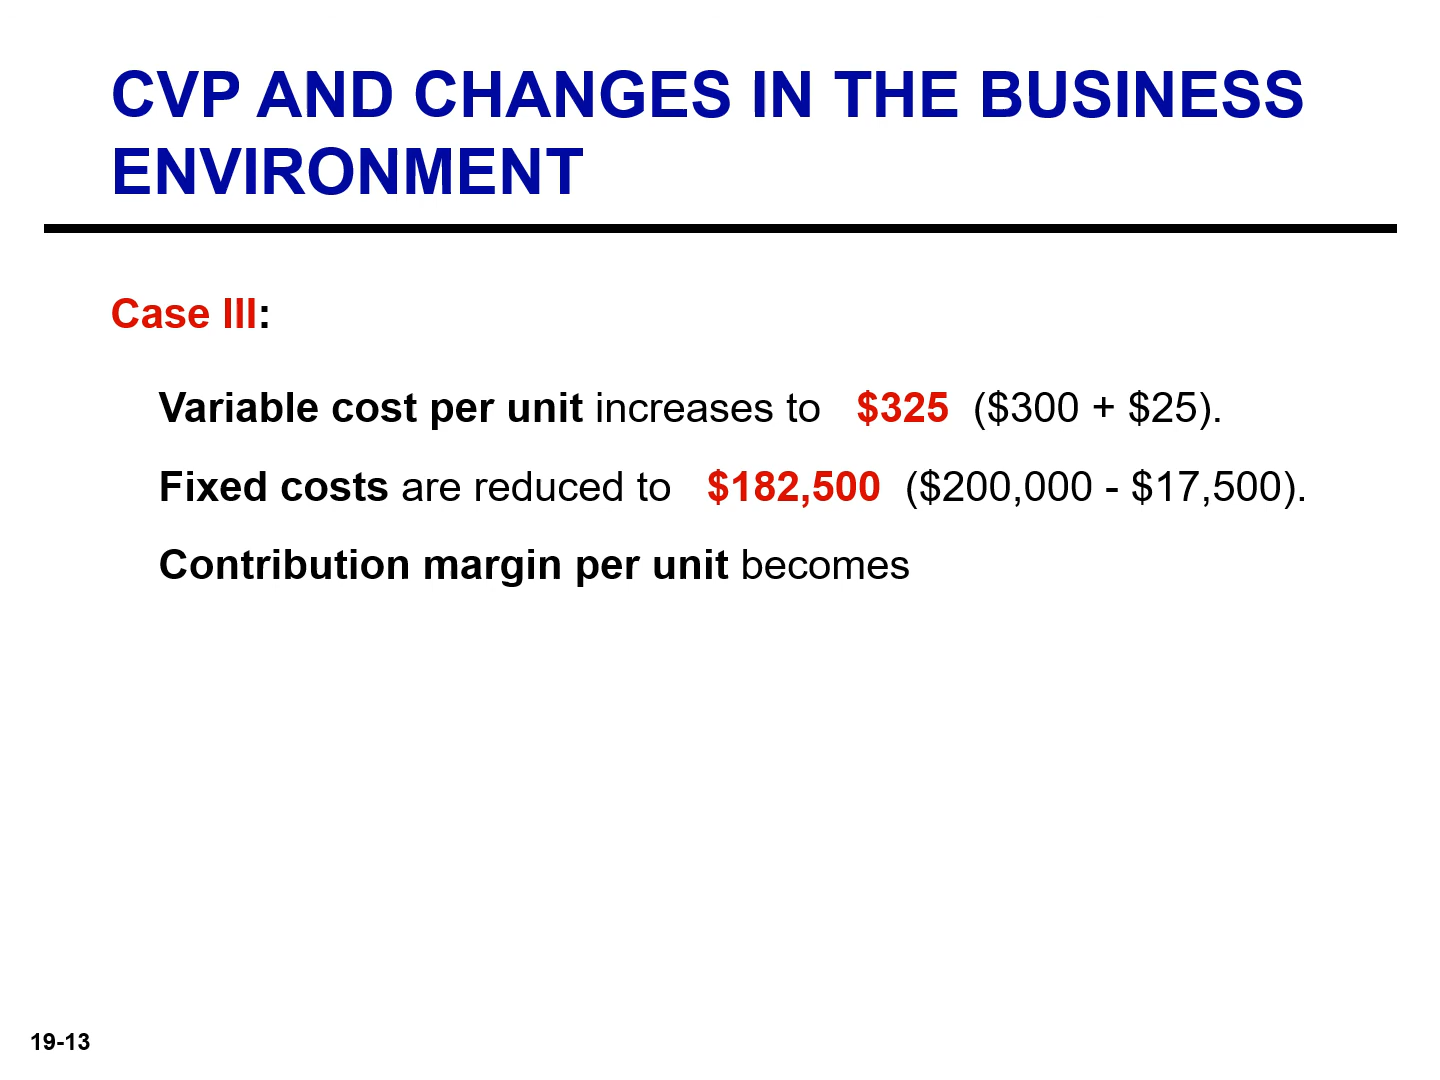 CVP AND CHANGES IN THE BUSINESS
ENVIRONMENT
Case III:
Variable cost per unit increases to $325 ($300 + $25).
Fixed costs are reduced to $182,500 ($200,000 - $17,500).
Contribution margin per unit becomes
19-13